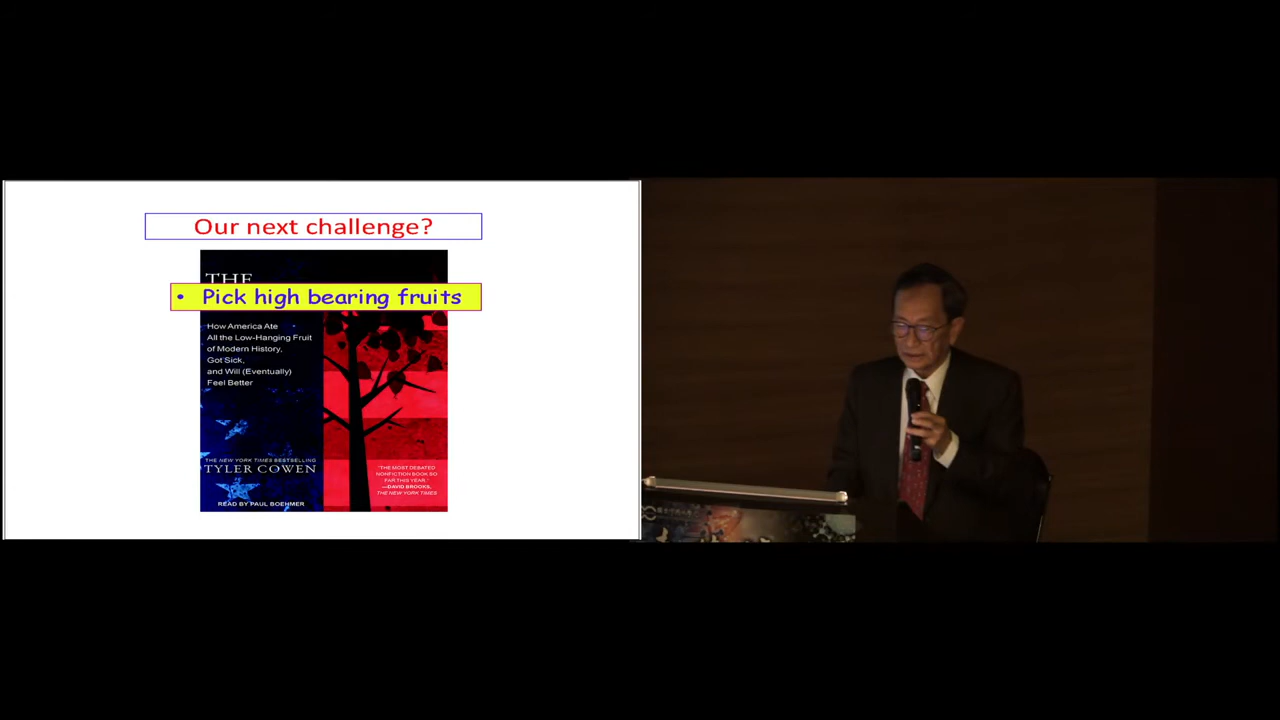 Our next challenge?
THE
• Pick high bearing fruits
How America Ate
All the Low-Hanging Fruit
of Modern History,
Got Sick,
and Will (Eventually)
Feel Better
THE NEW YORK TIMES BESTSELLING
TYLER COWEN
READ BY PAUL BOEHMER
"THE MOST DEBATED
NONFICTION BOOK SO
FAR THIS YEAR."
—DAVID BROOKS,
THE NEW YORK TIMES